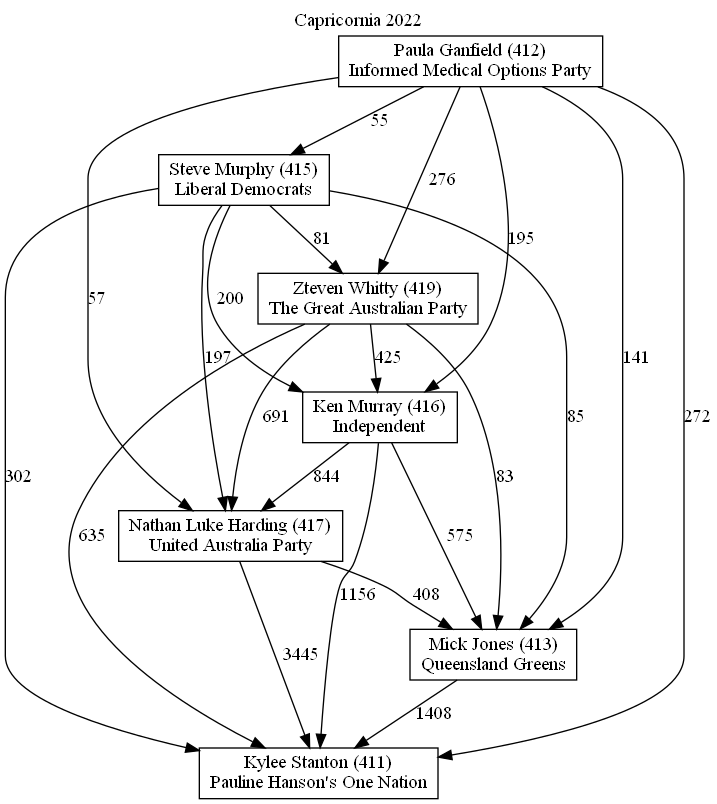 Capricornia 2022
Paula Ganfield (412)
Informed Medical Options Party
55
Steve Murphy (415)
Liberal Democrats
276
195
81
Zteven Whitty (419)
The Great Australian Party
57
200
197
425
141
691
Ken Murray (416)
Independent
85
272
302
844
83
Nathan Luke Harding (417)
United Australia Party
635
575
1156
408
Mick Jones (413)
Queensland Greens
3445
1408
Kylee Stanton (411)
Pauline Hanson's One Nation